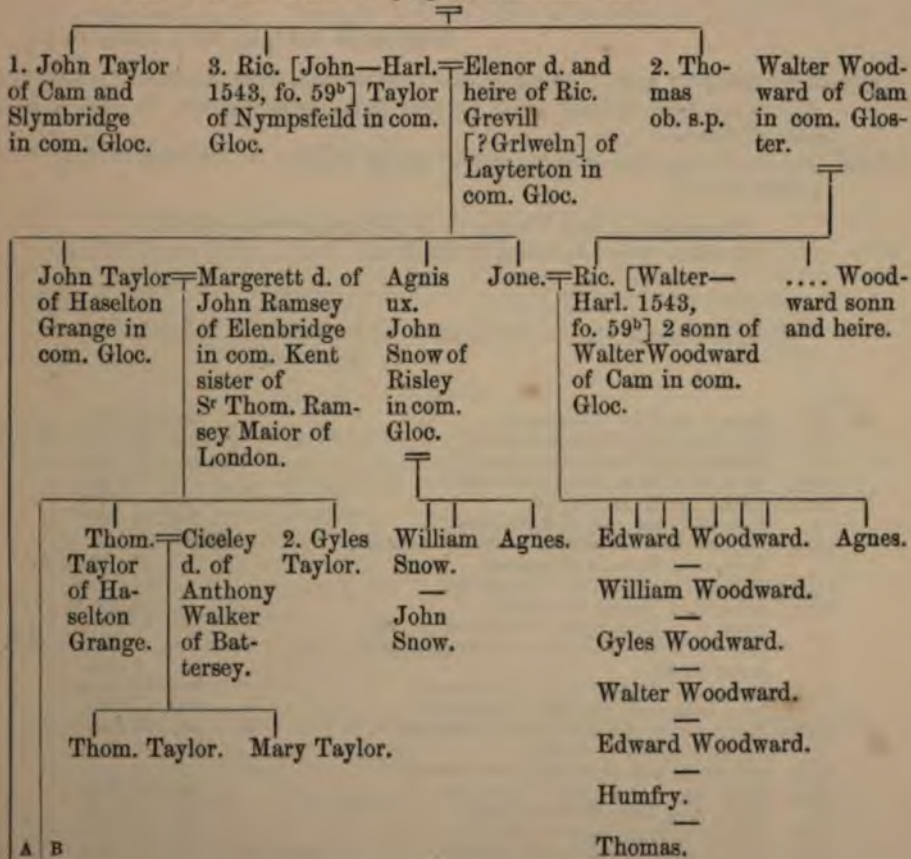 1. John Taylor
of Cam and
Slymbridge
in com. Gloc.
3. Ric. [John—Harl.
1543, fo. 59ᵇ] Taylor
of Nympsfeild in com.
Gloc.
Elenor d. and
heire of Ric.
Grevill
[?Grlweln] of
Layterton in
com. Gloc.
2. Tho-
mas
ob. s.p.
Walter Wood-
ward of Cam
in com. Glos-
ter.
John Taylor
of Haselton
Grange in
com. Gloc.
Margerett d. of
John Ramsey
of Elenbridge
in com. Kent
sister of
Sʳ Thom. Ram-
sey Maior of
London.
Agnis
ux.
John
Snow of
Risley
in com.
Gloc.
Jone.
Ric. [Walter—
Harl. 1543,
fo. 59ᵇ] 2 sonn of
Walter Woodward
of Cam in com.
Gloc.
.... Wood-
ward sonn
and heire.
Thom.
Taylor
of Ha-
selton
Grange.
Ciceley
d. of
Anthony
Walker
of Bat-
tersey.
2. Gyles
Taylor.
William
Snow.
—
John
Snow.
Agnes.
Edward Woodward.
—
William Woodward.
—
Gyles Woodward.
—
Walter Woodward.
—
Edward Woodward.
—
Humfry.
—
Thomas.
Agnes.
Thom. Taylor.
Mary Taylor.
A B